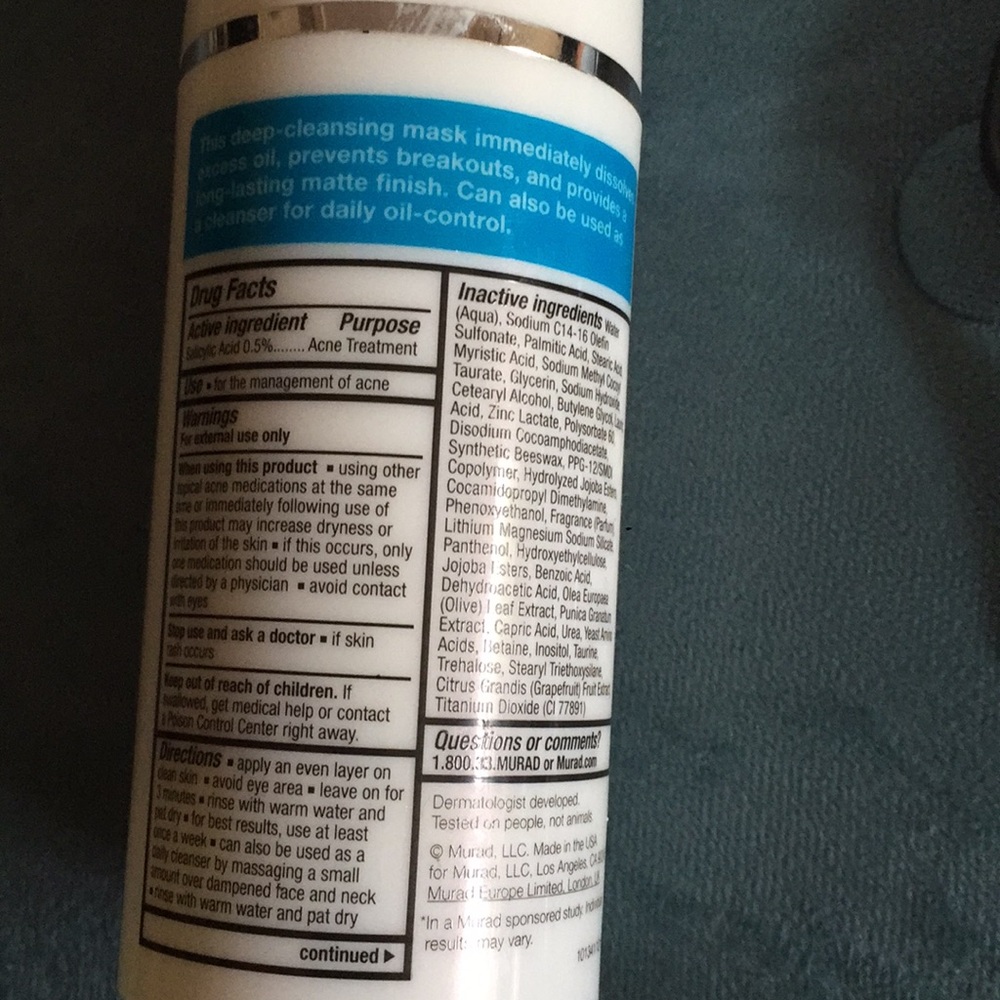 This deep-cleansing mask immediately dissolves
excess oil, prevents breakouts, and provides a
long-lasting matte finish. Can also be used as
a cleanser for daily oil-control.
Drug Facts
Active ingredient Purpose
Salicylic Acid 0.5%........ Acne Treatment
Use ▪ for the management of acne
Warnings
For external use only
When using this product ▪ using other
topical acne medications at the same
time or immediately following use of
this product may increase dryness or
irritation of the skin ▪ if this occurs, only
one medication should be used unless
directed by a physician ▪ avoid contact
with eyes
Stop use and ask a doctor ▪ if skin
rash occurs
Keep out of reach of children. If
swallowed, get medical help or contact
a Poison Control Center right away.
Directions ▪ apply an even layer on
clean skin ▪ avoid eye area ▪ leave on for
3 minutes ▪ rinse with warm water and
pat dry ▪ for best results, use at least
once a week ▪ can also be used as a
daily cleanser by massaging a small
amount over dampened face and neck
▪ rinse with warm water and pat dry
continued ▶
Inactive ingredients Water
(Aqua), Sodium C14-16 Olefin
Sulfonate, Palmitic Acid, Stearic Acid,
Myristic Acid, Sodium Methyl Cocoyl
Taurate, Glycerin, Sodium Hydroxide,
Cetearyl Alcohol, Butylene Glycol,
Acid, Zinc Lactate, Polysorbate 60,
Disodium Cocoamphodiacetate,
Synthetic Beeswax, PPG-12/SMDI
Copolymer, Hydrolyzed Jojoba Esters,
Cocamidopropyl Dimethylamine,
Phenoxyethanol, Fragrance (Parfum),
Lithium Magnesium Sodium Silicate,
Panthenol, Hydroxyethylcellulose,
Jojoba Esters, Benzoic Acid,
Dehydroacetic Acid, Olea Europaea
(Olive) Leaf Extract, Punica Granatum
Extract, Capric Acid, Urea, Yeast Amino
Acids, Betaine, Inositol, Taurine,
Trehalose, Stearyl Triethoxysilane,
Citrus Grandis (Grapefruit) Fruit Extract,
Titanium Dioxide (CI 77891)
Questions or comments?
1.800.33.MURAD or Murad.com
Dermatologist developed.
Tested on people, not animals.
© Murad, LLC. Made in the USA
for Murad, LLC, Los Angeles, CA
Murad Europe Limited, London, UK
*In a Murad sponsored study. Individual
results may vary.